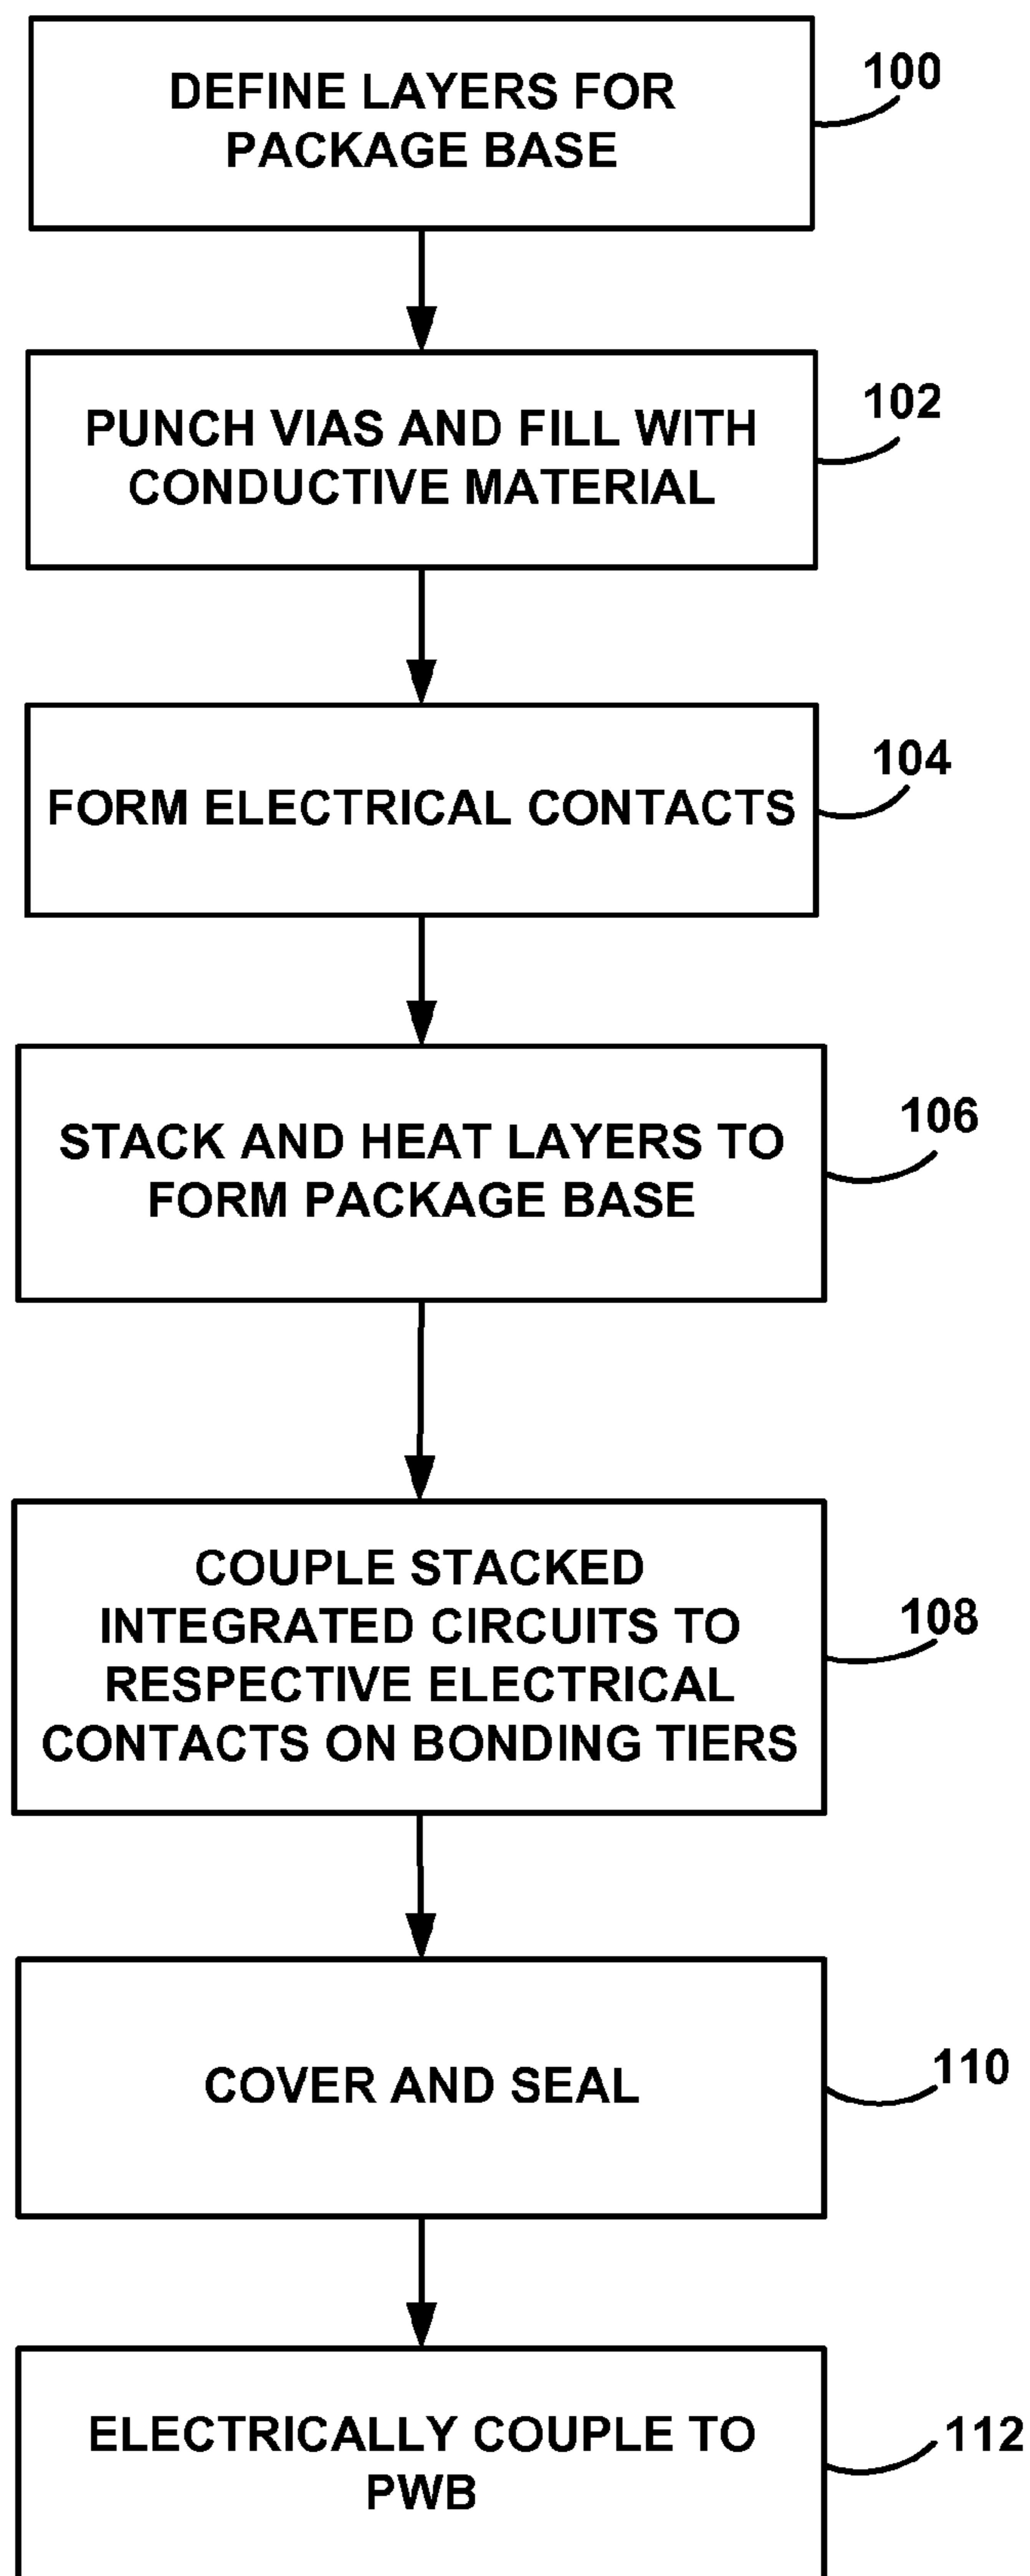 DEFINE LAYERS FOR
PACKAGE BASE
100
PUNCH VIAS AND FILL WITH
CONDUCTIVE MATERIAL
102
FORM ELECTRICAL CONTACTS
104
STACK AND HEAT LAYERS TO
FORM PACKAGE BASE
106
COUPLE STACKED
INTEGRATED CIRCUITS TO
RESPECTIVE ELECTRICAL
CONTACTS ON BONDING TIERS
108
COVER AND SEAL
110
ELECTRICALLY COUPLE TO
PWB
112